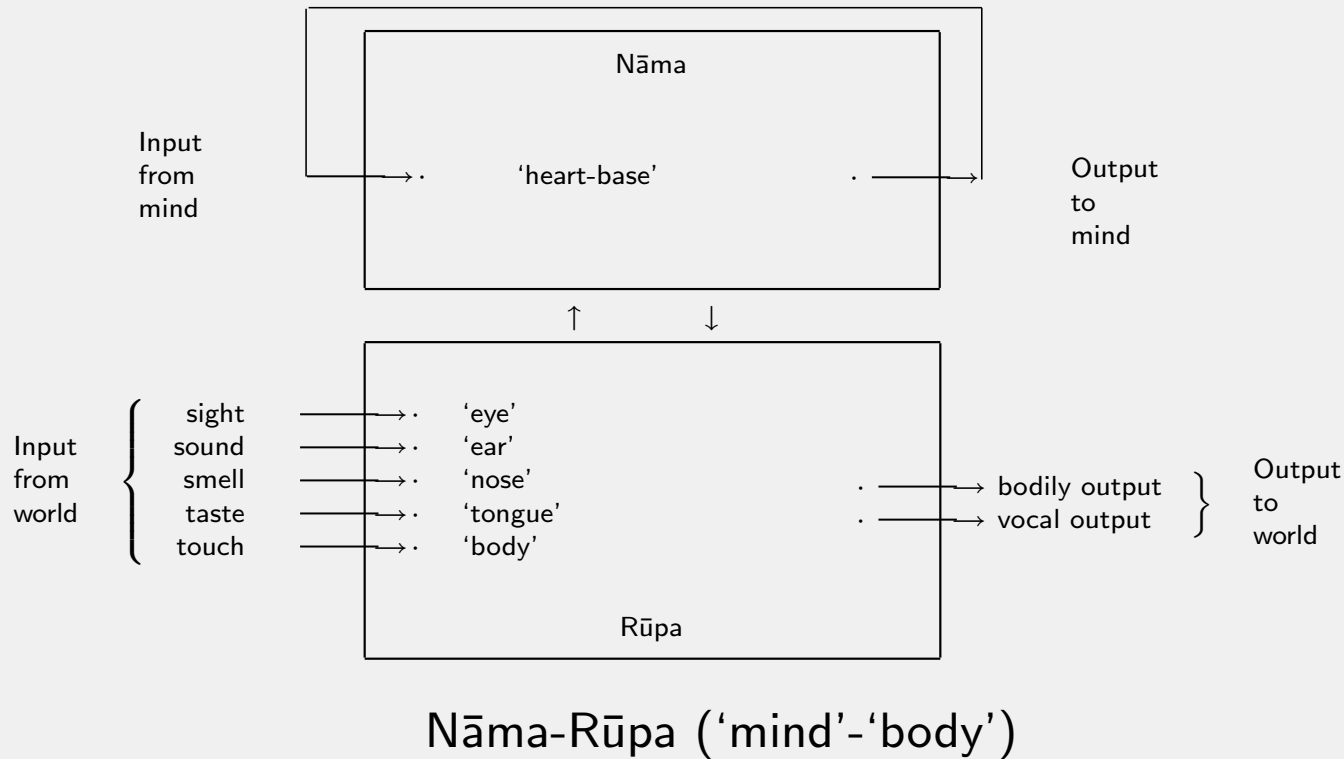 Nāma
Input
from
mind
‘heart-base’
Output
to
mind
↑ ↓
Input
from
world
sight
sound
smell
taste
touch
‘eye’
‘ear’
‘nose’
‘tongue’
‘body’
bodily output
vocal output
Output
to
world
Rūpa
Nāma-Rūpa (‘mind’-‘body’)